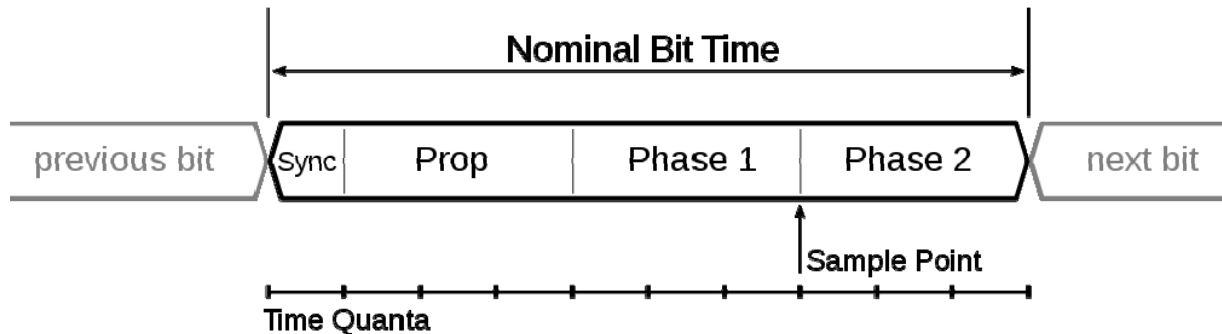 Nominal Bit Time
previous bit Sync Prop Phase 1 Phase 2 next bit
Sample Point
Time Quanta